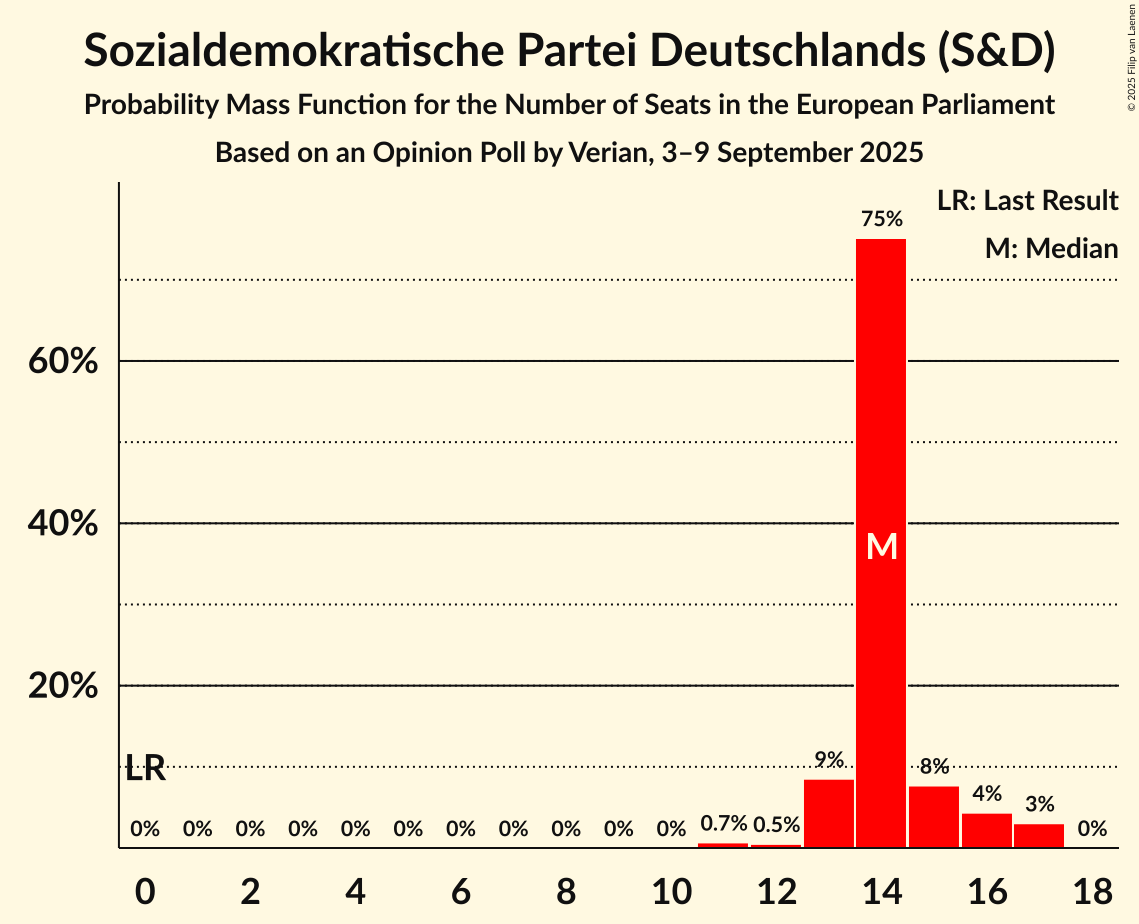 Sozialdemokratische Partei Deutschlands (S&D)
Probability Mass Function for the Number of Seats in the European Parliament
Based on an Opinion Poll by Verian, 3–9 September 2025
© 2025 Filip van Laenen
LR: Last Result
M: Median
75%
60%
40%
M
20%
LR
9%
8%
4%
3%
0% 0% 0% 0% 0% 0% 0% 0% 0% 0% 0% 0.7% 0.5% 0%
0 2 4 6 8 10 12 14 16 18